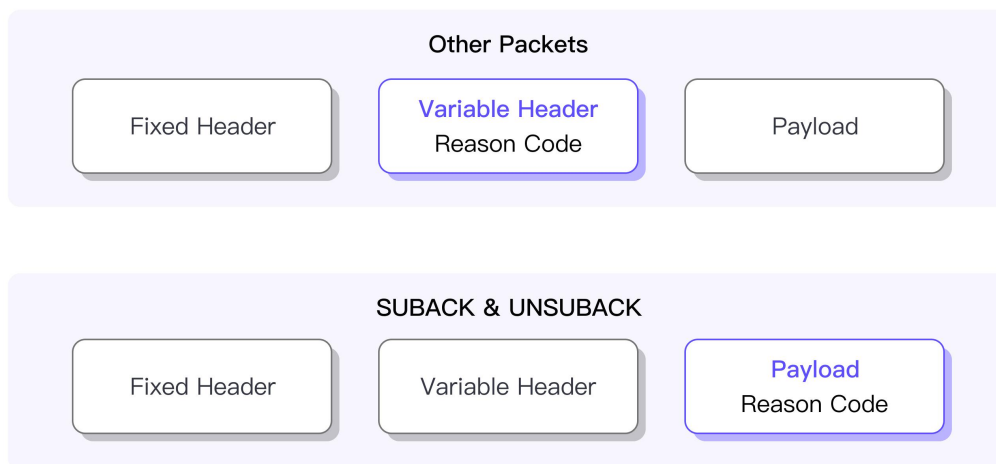 Other Packets
Fixed Header
Variable Header
Reason Code
Payload
SUBACK & UNSUBACK
Fixed Header
Variable Header
Payload
Reason Code